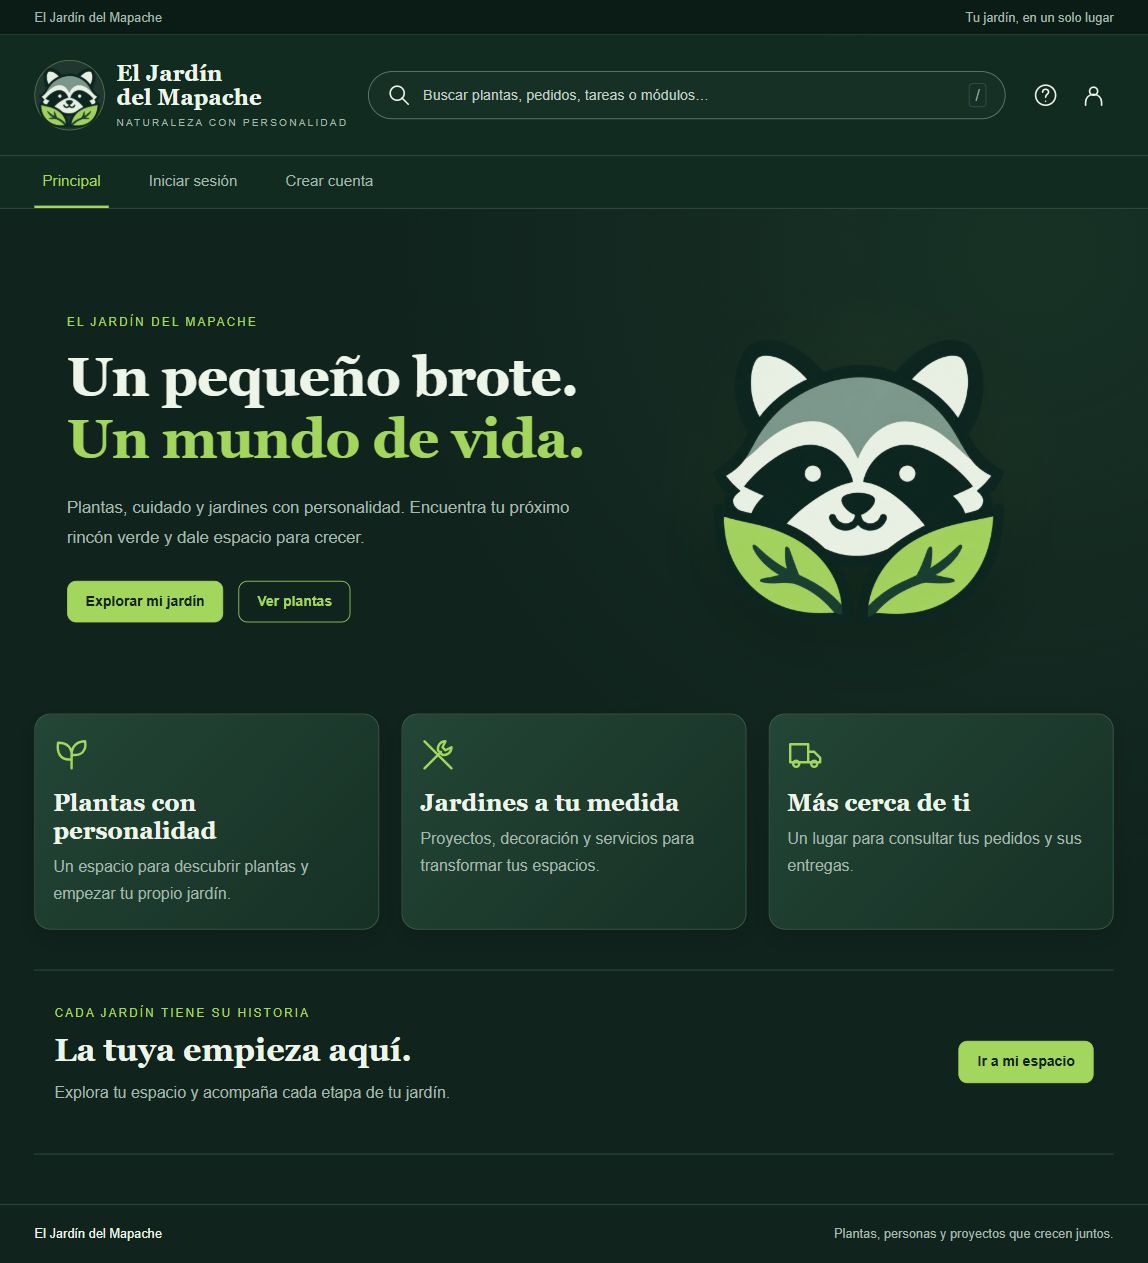 El Jardín del Mapache
Tu jardín, en un solo lugar
El Jardín
del Mapache
NATURALEZA CON PERSONALIDAD
Buscar plantas, pedidos, tareas o módulos...
/
Principal
Iniciar sesión
Crear cuenta
EL JARDÍN DEL MAPACHE
Un pequeño brote.
Un mundo de vida.
Plantas, cuidado y jardines con personalidad. Encuentra tu próximo
rincón verde y dale espacio para crecer.
Explorar mi jardín
Ver plantas
Plantas con
personalidad
Un espacio para descubrir plantas y
empezar tu propio jardín.
Jardines a tu medida
Proyectos, decoración y servicios para
transformar tus espacios.
Más cerca de ti
Un lugar para consultar tus pedidos y sus
entregas.
CADA JARDÍN TIENE SU HISTORIA
La tuya empieza aquí.
Explora tu espacio y acompaña cada etapa de tu jardín.
Ir a mi espacio
El Jardín del Mapache
Plantas, personas y proyectos que crecen juntos.